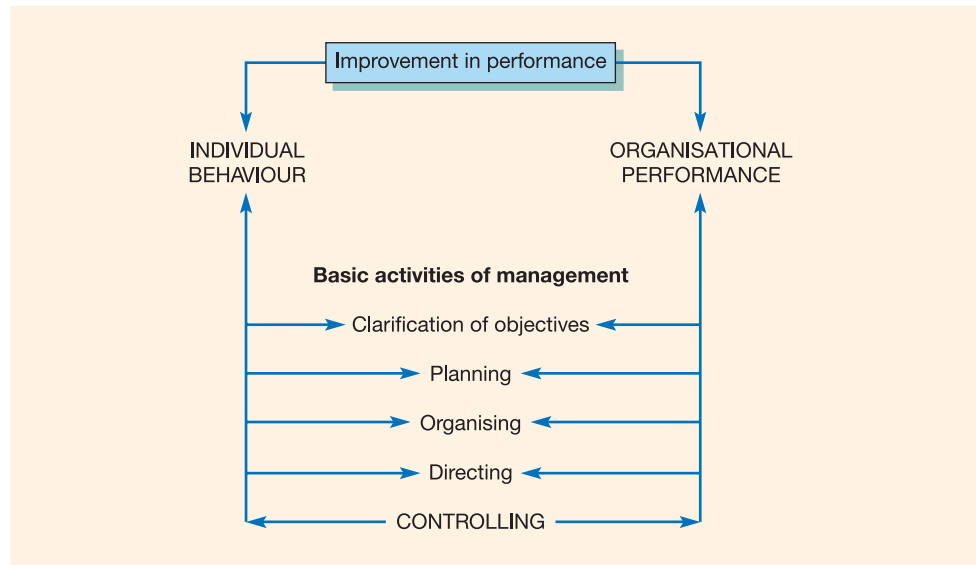 Improvement in performance
INDIVIDUAL
BEHAVIOUR
ORGANISATIONAL
PERFORMANCE
Basic activities of management
Clarification of objectives
Planning
Organising
Directing
CONTROLLING